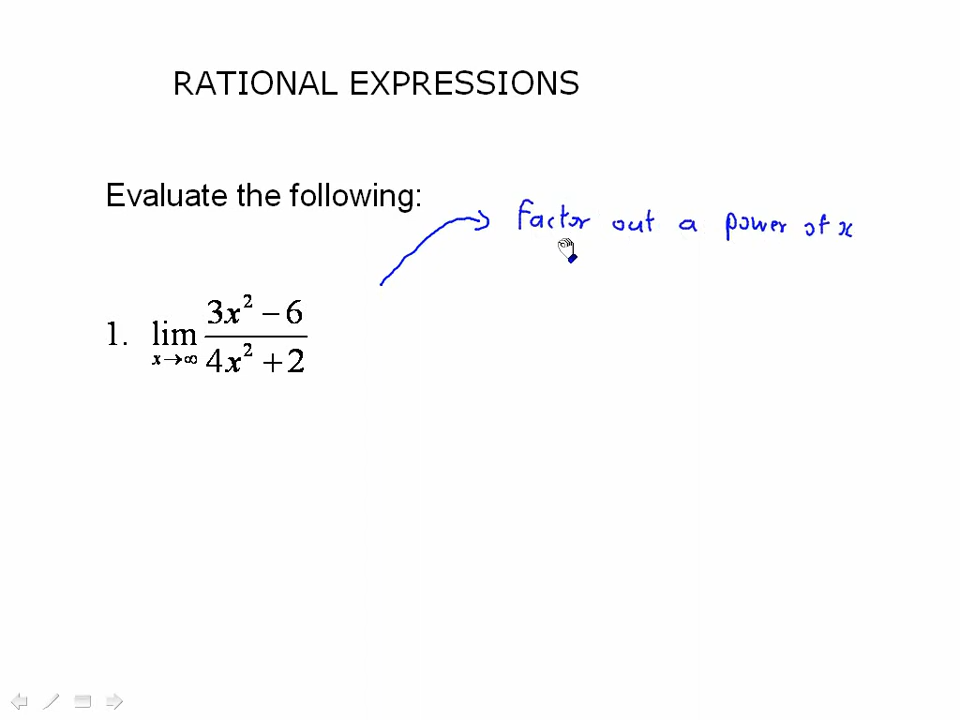 RATIONAL EXPRESSIONS
Evaluate the following:
Factor out a power of x
1. lim x→∞ (3x² − 6)/(4x² + 2)